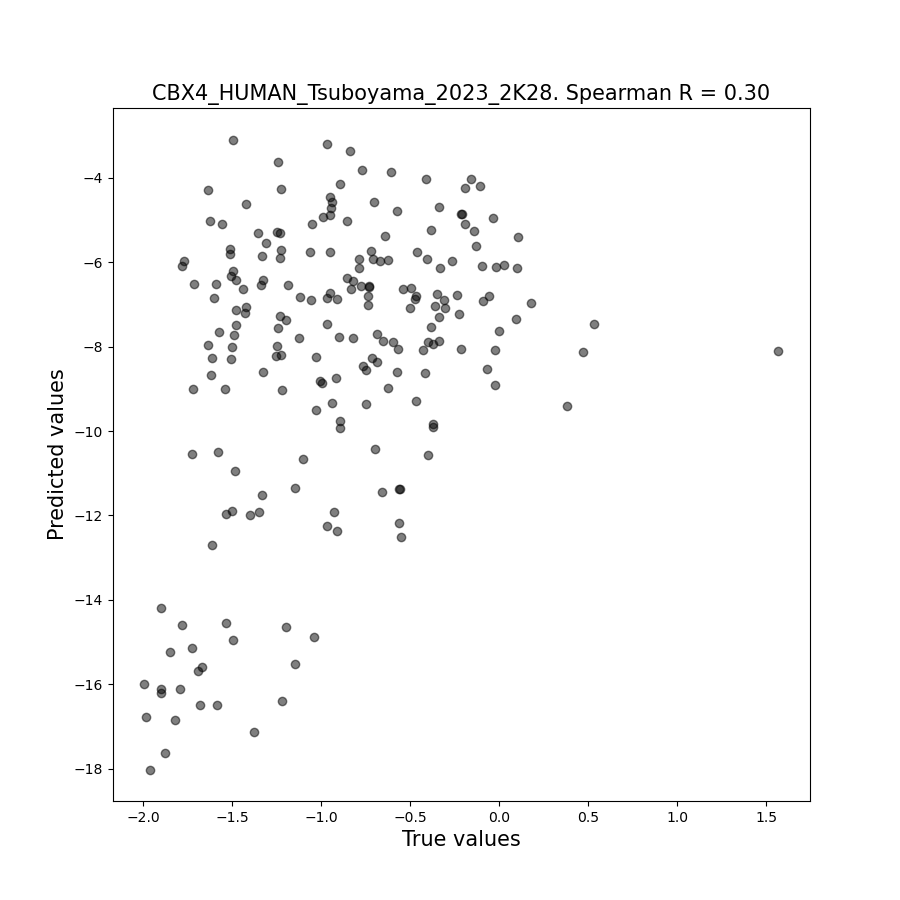 CBX4_HUMAN_Tsuboyama_2023_2K28. Spearman R = 0.30
Predicted values
−4
−6
−8
−10
−12
−14
−16
−18
−2.0 −1.5 −1.0 −0.5 0.0 0.5 1.0 1.5
True values